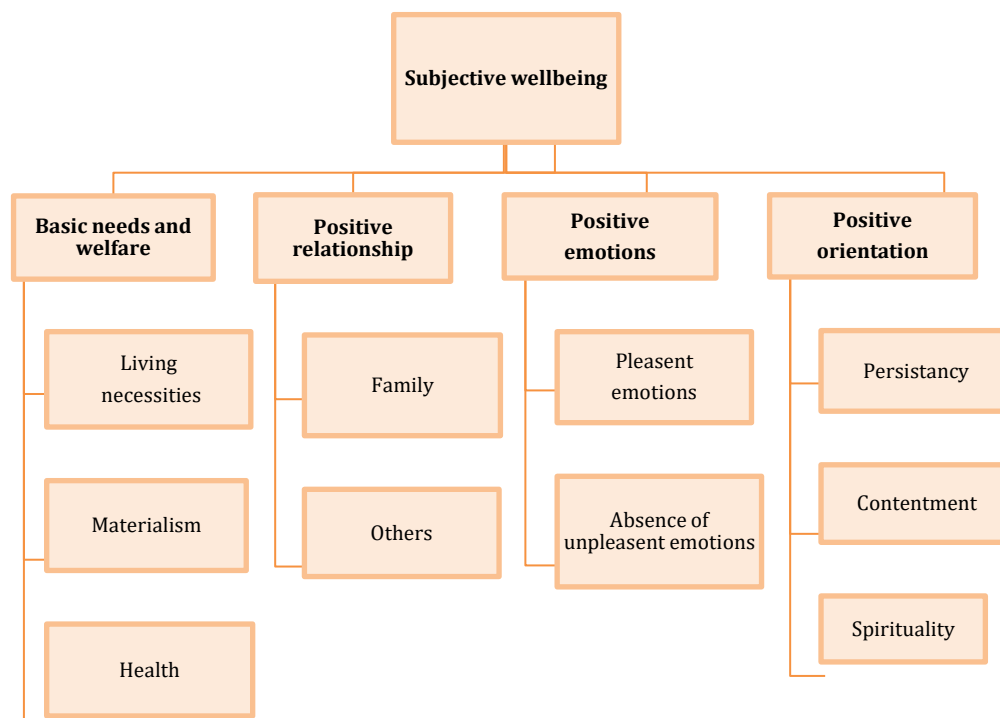 Subjective wellbeing
Basic needs and
welfare
Living
necessities
Materialism
Health
Positive
relationship
Family
Others
Positive
emotions
Pleasent
emotions
Absence of
unpleasent emotions
Positive
orientation
Persistancy
Contentment
Spirituality